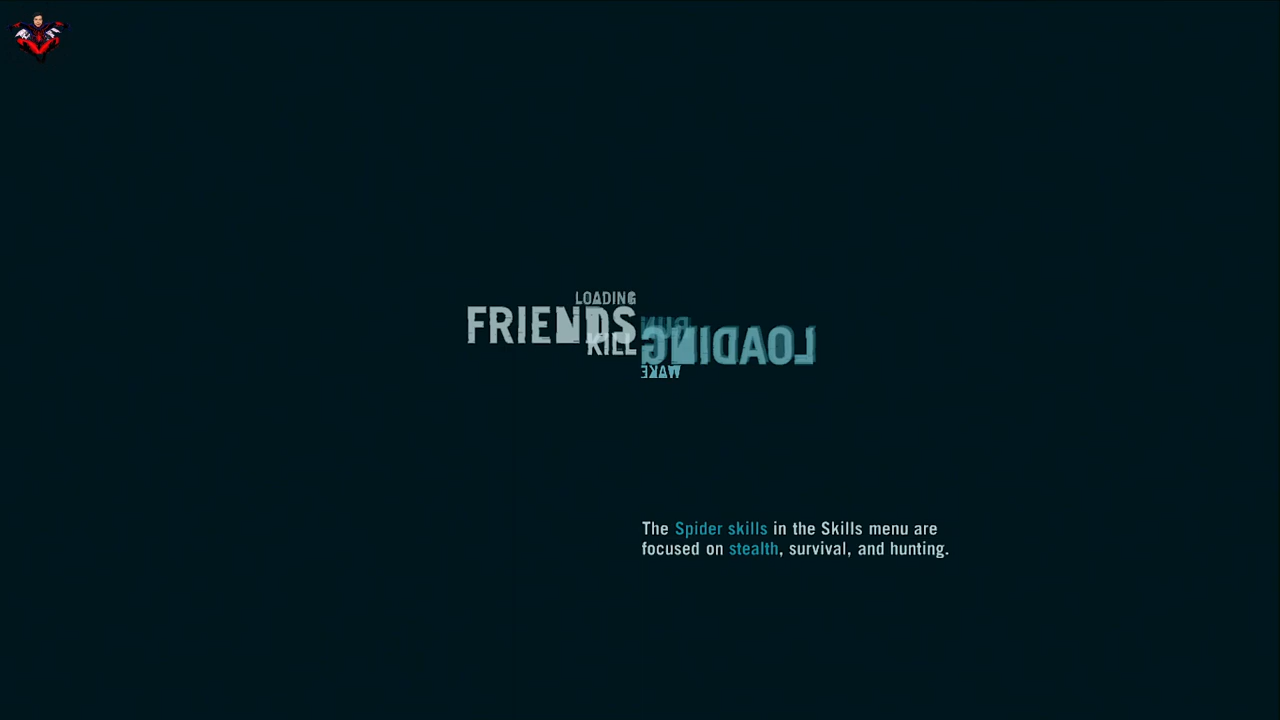 LOADING
FRIENDS
KILL
RUN
LOADING
WAKE
The Spider skills in the Skills menu are
focused on stealth, survival, and hunting.